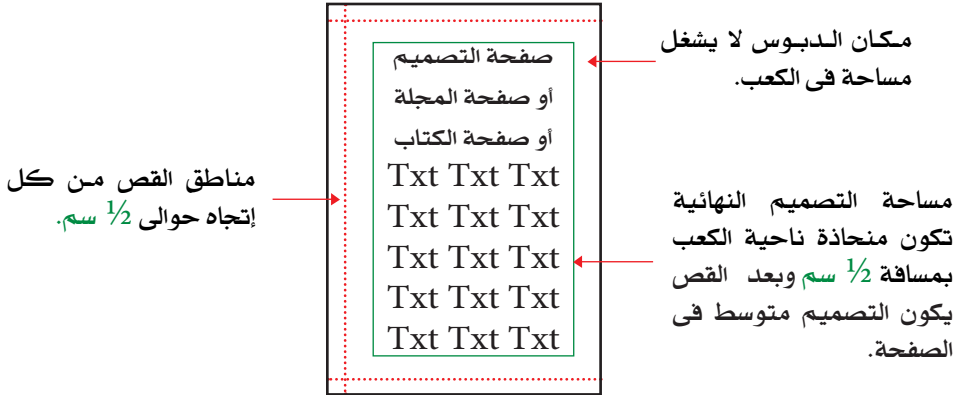 مكان الدبوس لا يشغل
مساحة فى الكعب.
صفحة التصميم
أو صفحة المجلة
أو صفحة الكتاب
Txt Txt Txt
Txt Txt Txt
Txt Txt Txt
Txt Txt Txt
Txt Txt Txt
مساحة التصميم النهائية
تكون منحاذة ناحية الكعب
بمسافة ½ سم وبعد القص
يكون التصميم متوسط فى
الصفحة.
مناطق القص من كل
إتجاه حوالى ½ سم.